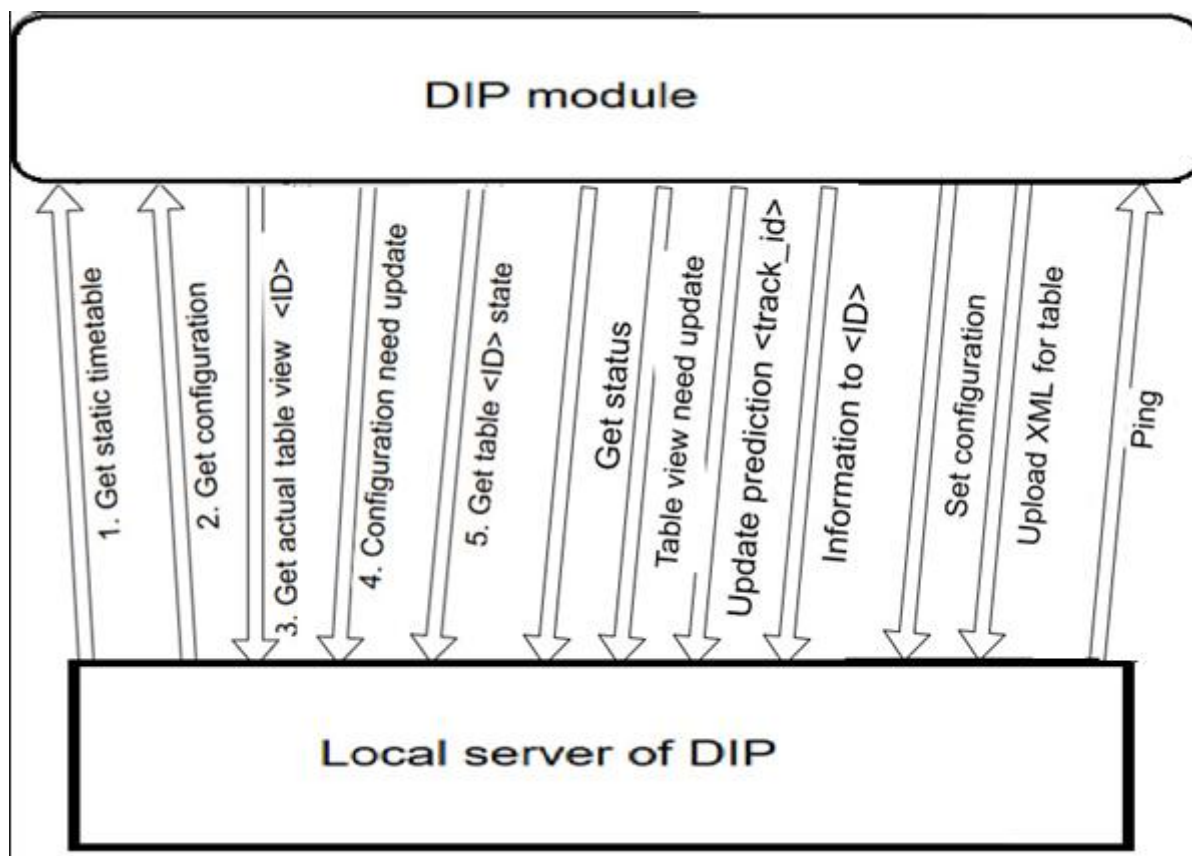 DIP module
1. Get static timetable
2. Get configuration
3. Get actual table view <ID>
4. Configuration need update
5. Get table <ID> state
Get status
Table view need update
Update prediction <track_id>
Information to <ID>
Set configuration
Upload XML for table
Ping
Local server of DIP